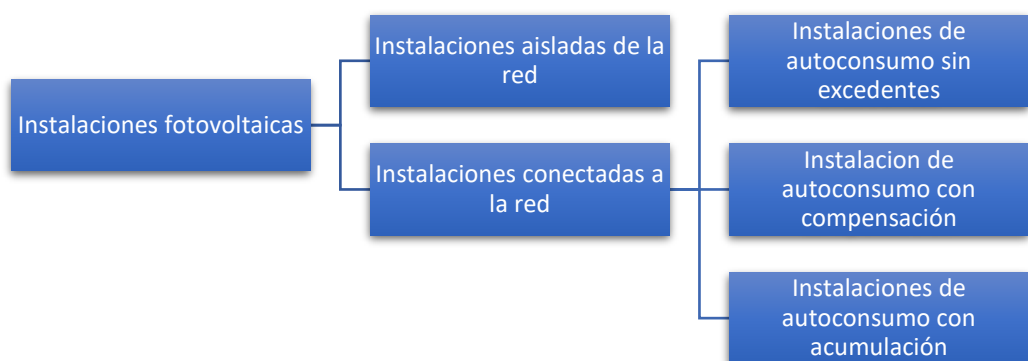 Instalaciones fotovoltaicas
Instalaciones aisladas de la
red
Instalaciones conectadas a
la red
Instalaciones de
autoconsumo sin
excedentes
Instalacion de
autoconsumo con
compensación
Instalaciones de
autoconsumo con
acumulación